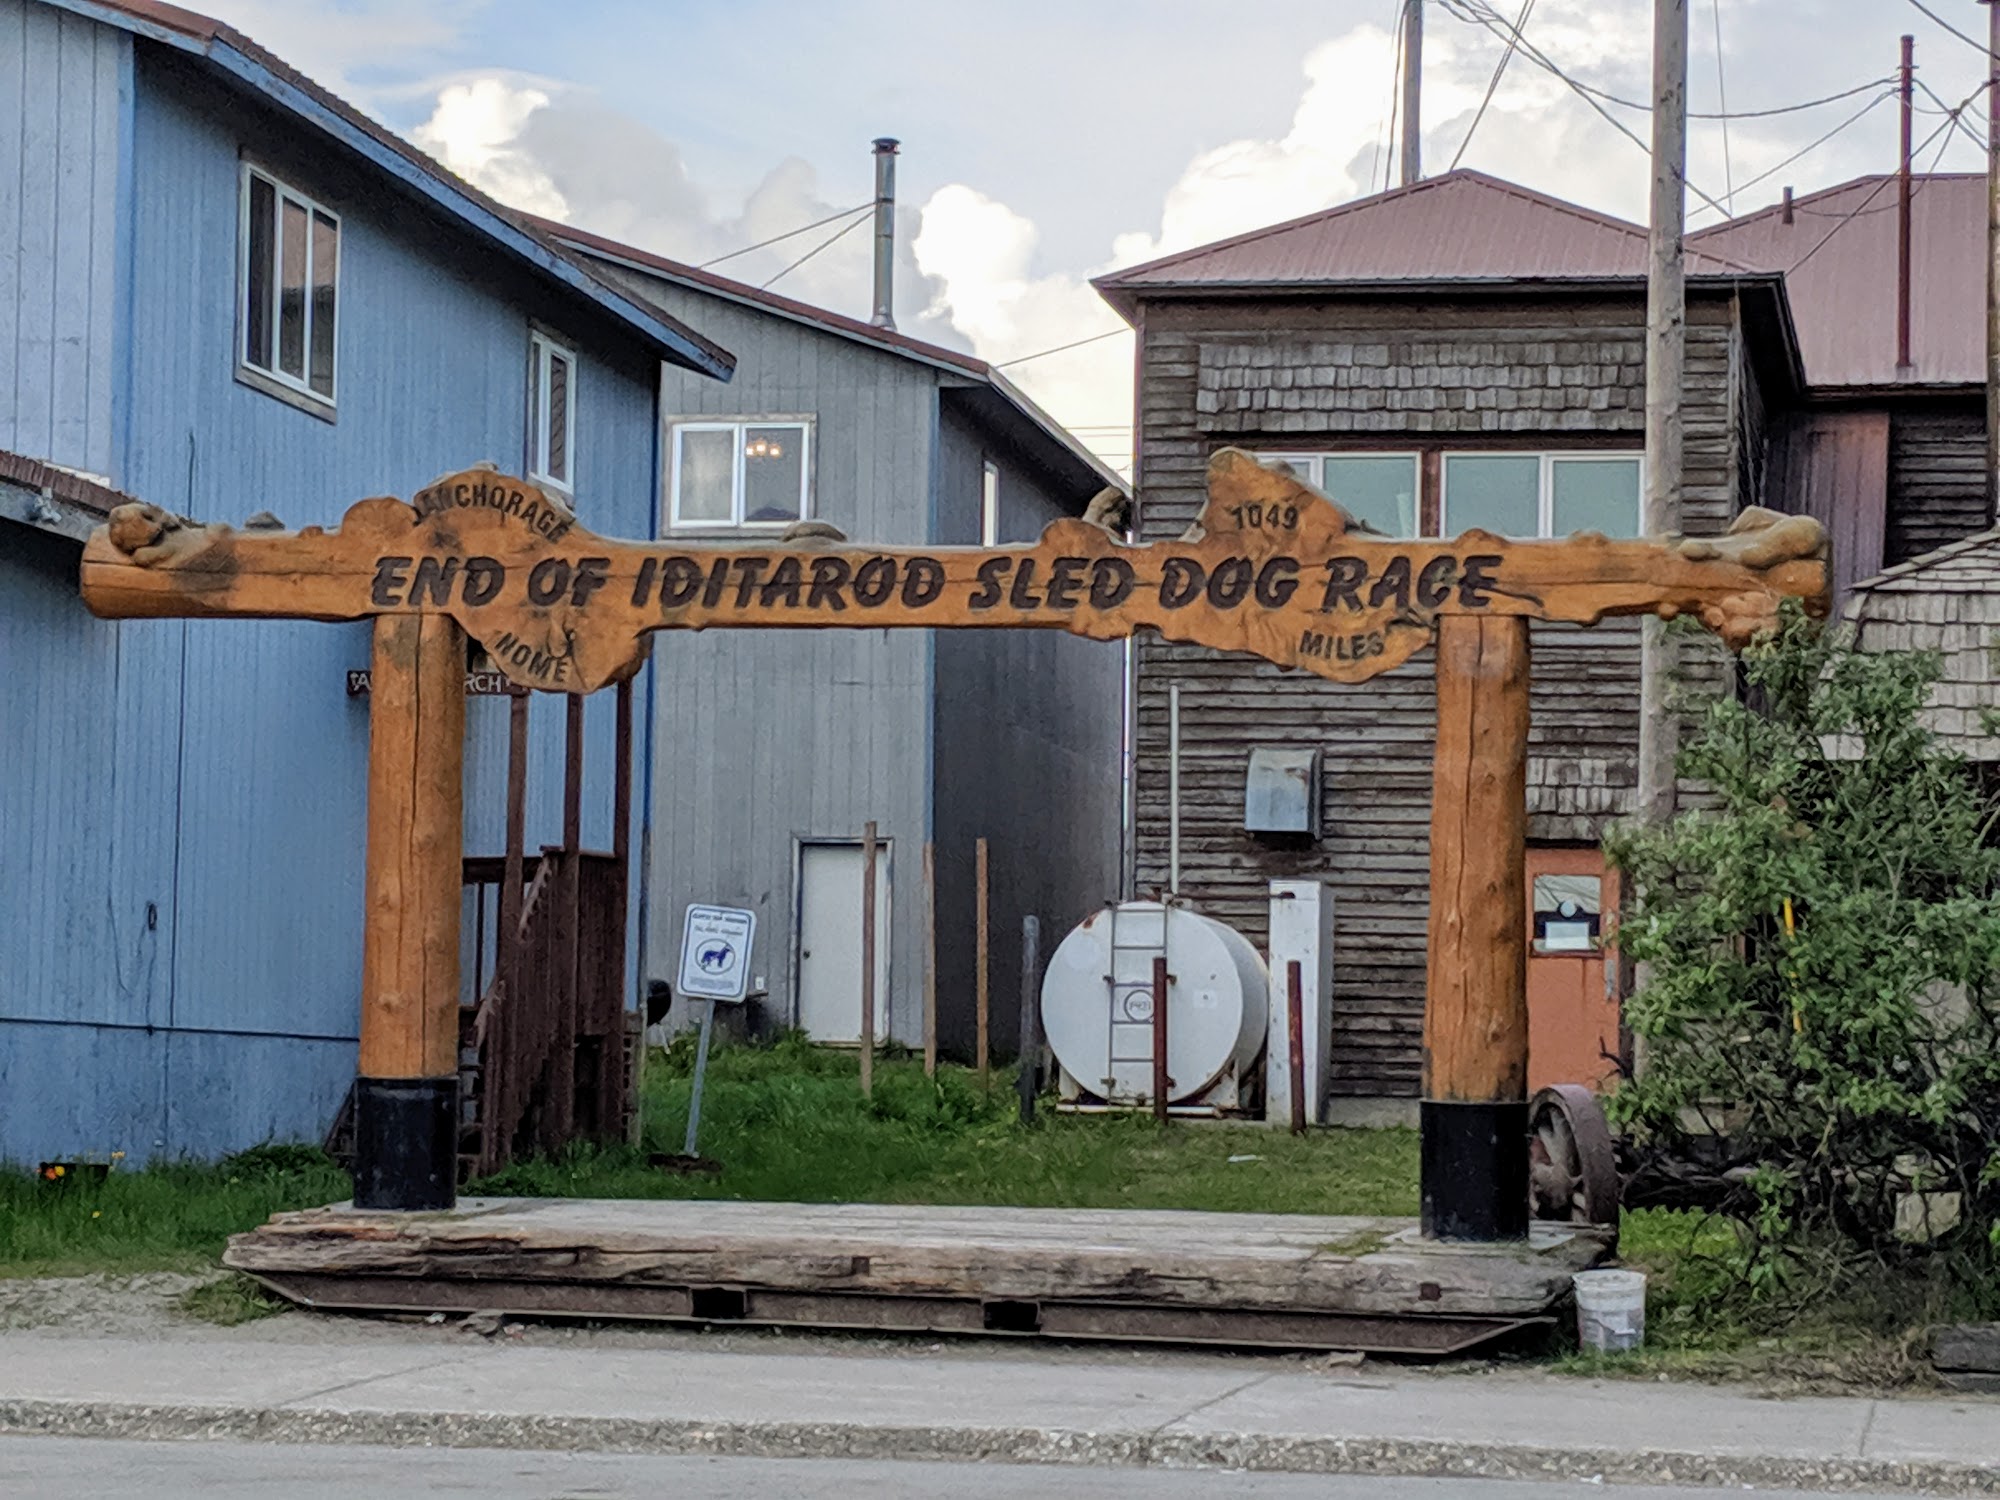 ANCHORAGE
1049
END OF IDITAROD SLED DOG RACE
NOME
MILES